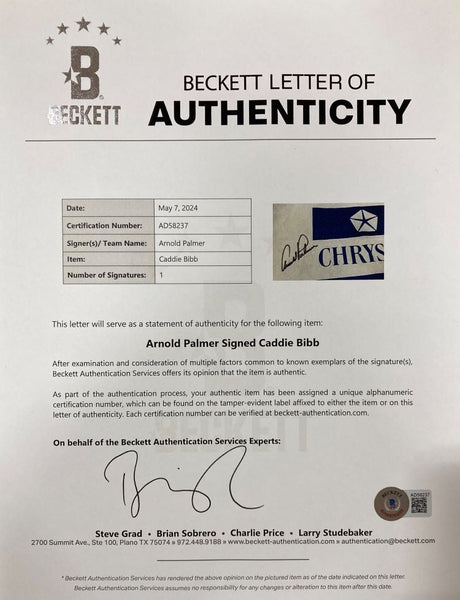 B
BECKETT
BECKETT LETTER OF
AUTHENTICITY
Date: May 7, 2024
Certification Number: AD58237
Signer(s)/ Team Name: Arnold Palmer
Item: Caddie Bibb
Number of Signatures: 1
Arnold Palmer
CHRYS
This letter will serve as a statement of authenticity for the following item:
Arnold Palmer Signed Caddie Bibb
After examination and consideration of multiple factors common to known exemplars of the signature(s),
Beckett Authentication Services offers its opinion that the item is authentic.
As part of the authentication process, your authentic item has been assigned a unique alphanumeric
certification number, which can be found on the tamper-evident label affixed to either the item or on this
letter of authenticity. Each certification number can be verified at beckett-authentication.com.
BECKETT
On behalf of the Beckett Authentication Services Experts:
BECKETT
AD58237
Steve Grad • Brian Sobrero • Charlie Price • Larry Studebaker
2700 Summit Ave., Ste 100, Plano TX 75074 » 972.448.9188 » www.beckett-authentication.com » authentication@beckett.com
* Beckett Authentication Services has rendered the above opinion on the pictured item as of the date indicated on this letter.
Beckett Authentication Services assumes no responsibility for any changes or alterations to this item after this date.